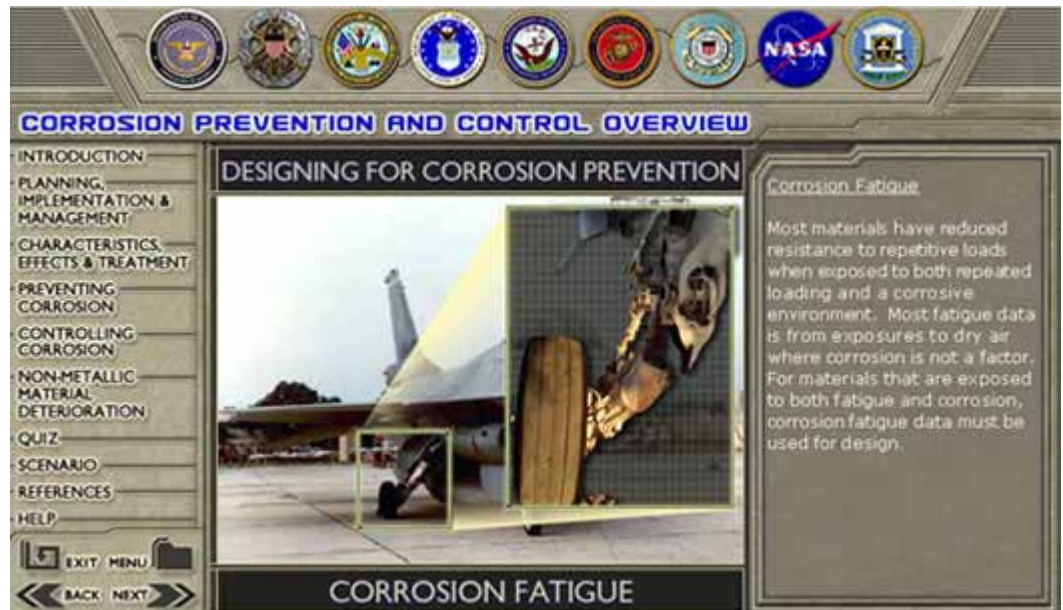 NASA
CORROSION PREVENTION AND CONTROL OVERVIEW
INTRODUCTION
PLANNING,
IMPLEMENTATION &
MANAGEMENT
CHARACTERISTICS,
EFFECTS & TREATMENT
PREVENTING
CORROSION
CONTROLLING
CORROSION
NON-METALLIC
MATERIAL
DETERIORATION
QUIZ
SCENARIO
REFERENCES
HELP
EXIT MENU
BACK NEXT
DESIGNING FOR CORROSION PREVENTION
CORROSION FATIGUE
Corrosion Fatigue
Most materials have reduced
resistance to repetitive loads
when exposed to both repeated
loading and a corrosive
environment. Most fatigue data
is from exposures to dry air
where corrosion is not a factor.
For materials that are exposed
to both fatigue and corrosion,
corrosion fatigue data must be
used for design.